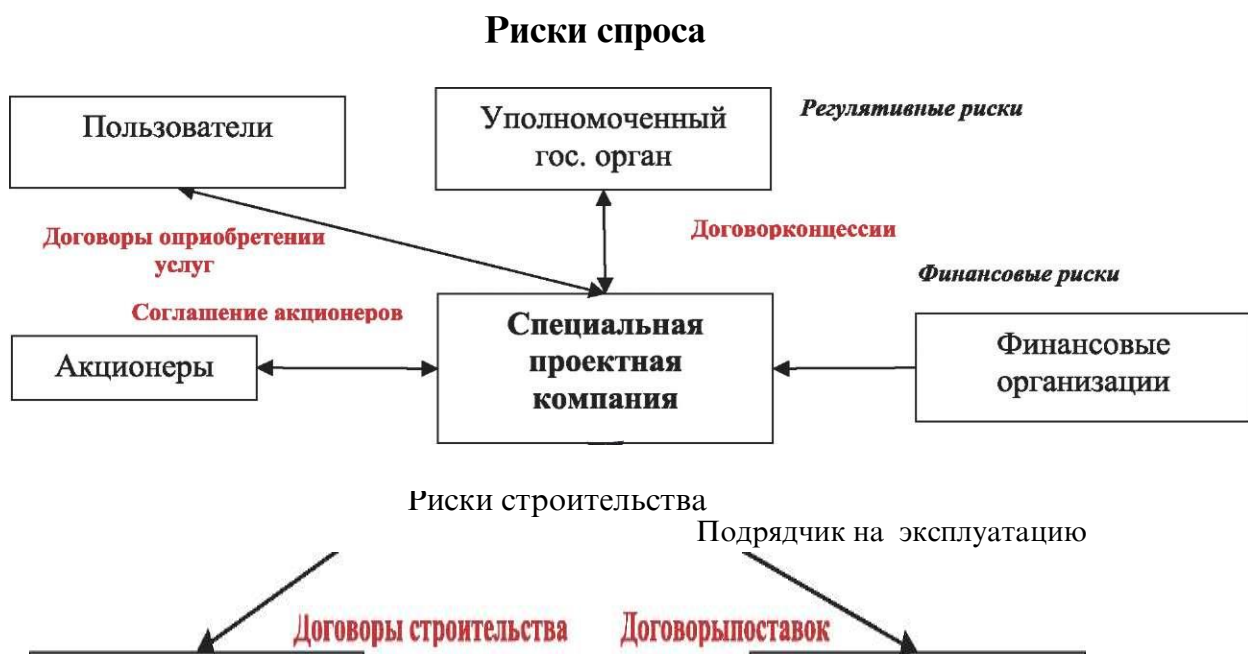 Риски спроса
Пользователи
Уполномоченный
гос. орган
Регулятивные риски
Договоры оприобретении
услуг
Договорконцессии
Соглашение акционеров
Финансовые риски
Акционеры
Специальная
проектная
компания
Финансовые
организации
Риски строительства
Подрядчик на эксплуатацию
Договоры строительства
Договорыпоставок